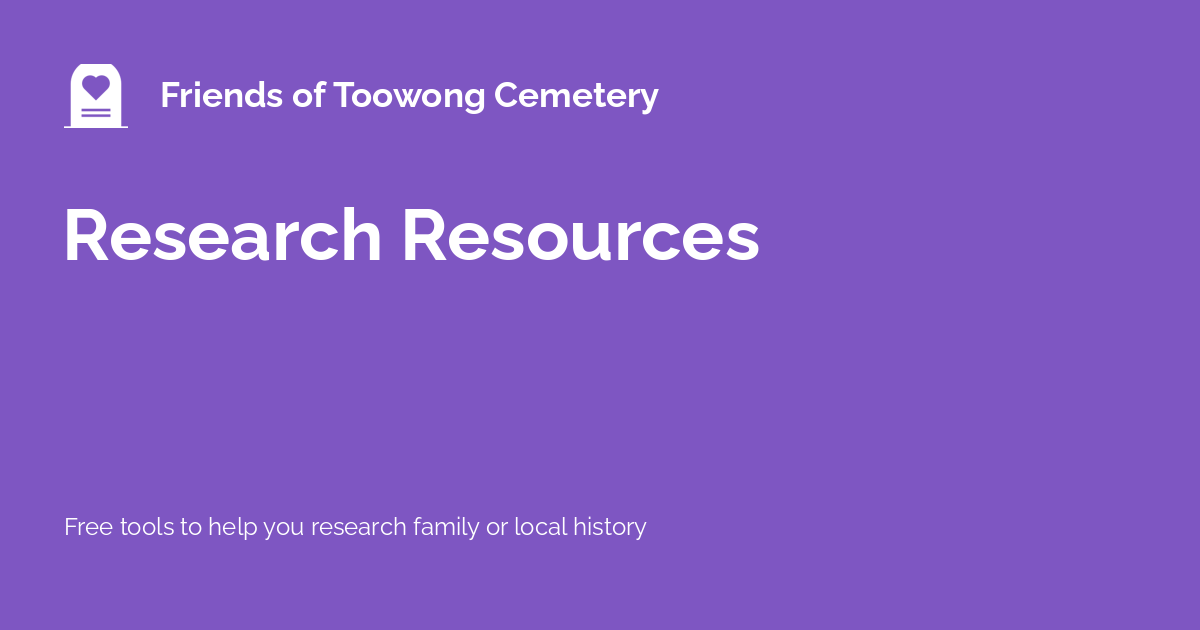 Friends of Toowong Cemetery
Research Resources
Free tools to help you research family or local history